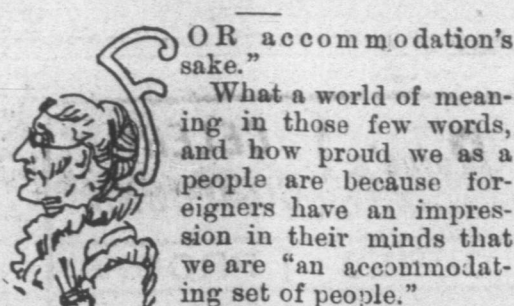 FOR accommodation's
sake."
What a world of mean-
ing in those few words,
and how proud we as a
people are because for-
eigners have an impres-
sion in their minds that
we are "an accommodat-
ing set of people."